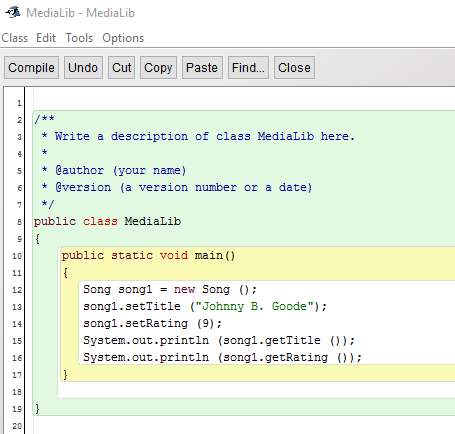 MediaLib - MediaLib
Class Edit Tools Options
Compile Undo Cut Copy Paste Find... Close
1
2 /**
3 * Write a description of class MediaLib here.
4 *
5 * @author (your name)
6 * @version (a version number or a date)
7 */
8 public class MediaLib
9 {
10 public static void main()
11 {
12 Song song1 = new Song ();
13 song1.setTitle ("Johnny B. Goode");
14 song1.setRating (9);
15 System.out.println (song1.getTitle ());
16 System.out.println (song1.getRating ());
17 }
18
19 }
20